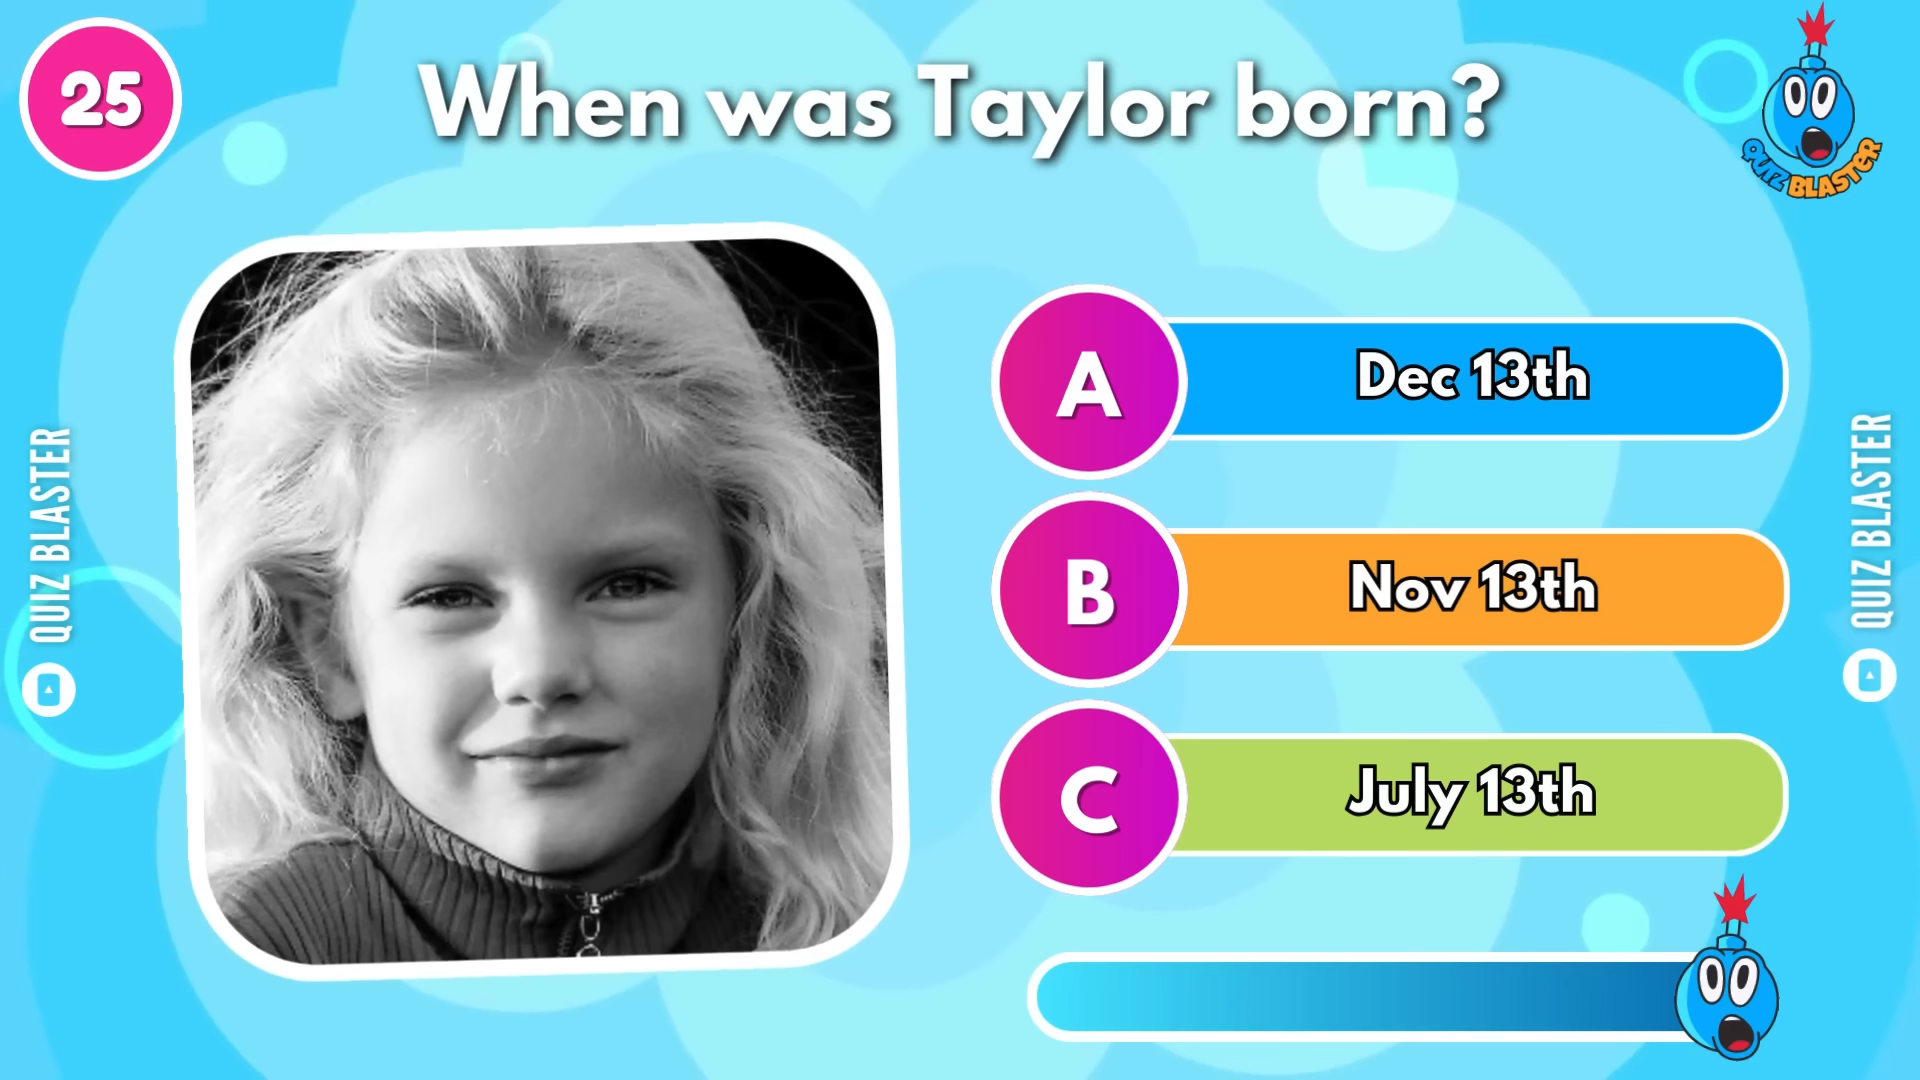 25
When was Taylor born?
QUIZ BLASTER
A
Dec 13th
B
Nov 13th
C
July 13th
QUIZ BLASTER
QUIZ BLASTER